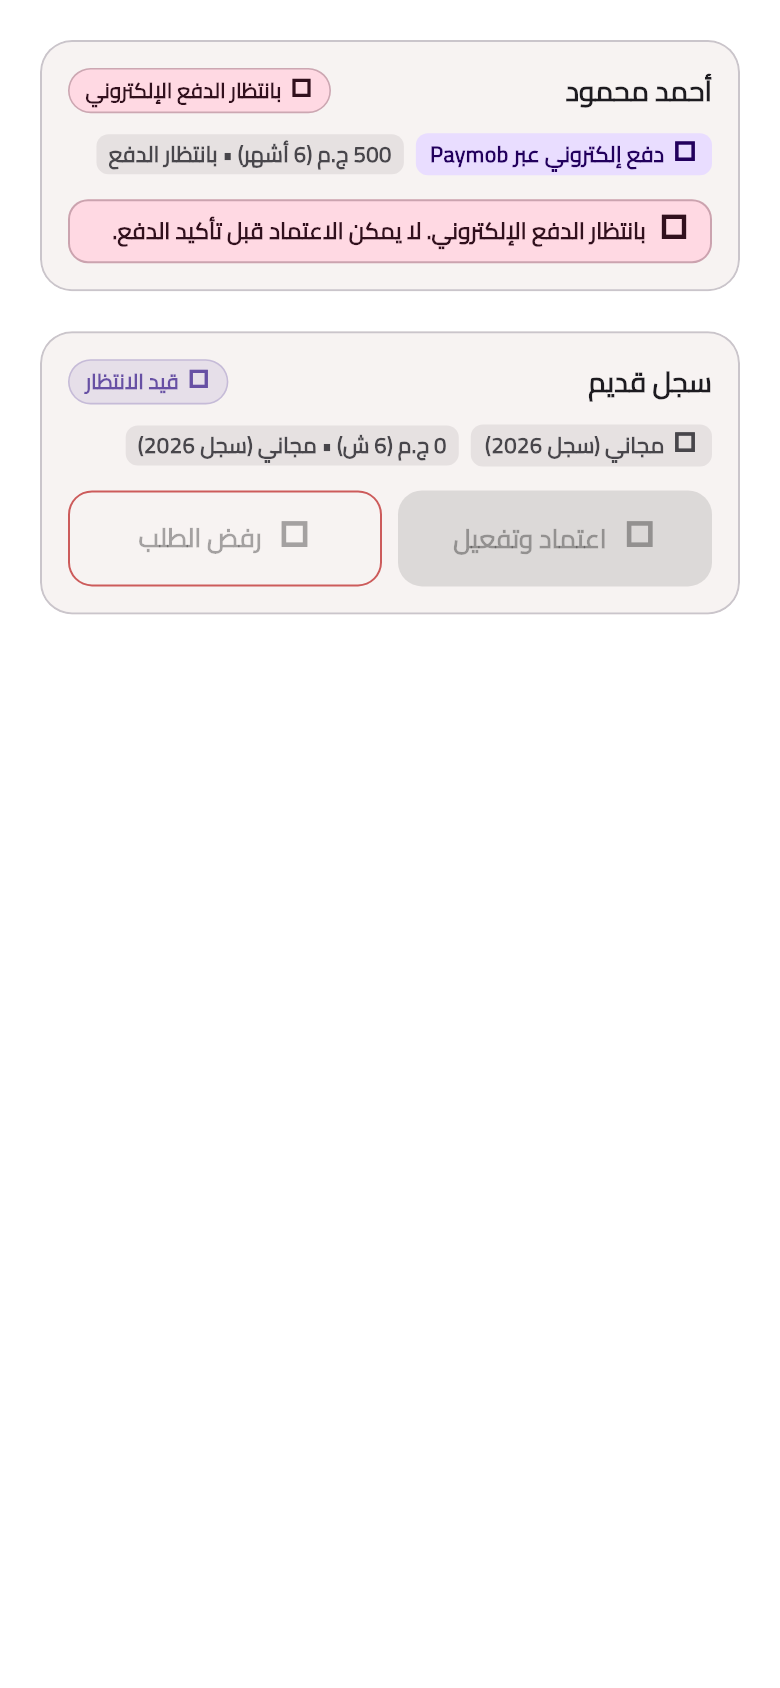 أحمد محمود
بانتظار الدفع الإلكتروني
دفع إلكتروني عبر Paymob
500 ج.م (6 أشهر) ▪ بانتظار الدفع
بانتظار الدفع الإلكتروني. لا يمكن الاعتماد قبل تأكيد الدفع.
سجل قديم
قيد الانتظار
مجاني (سجل 2026)
0 ج.م (6 ش) ▪ مجاني (سجل 2026)
اعتماد وتفعيل
رفض الطلب